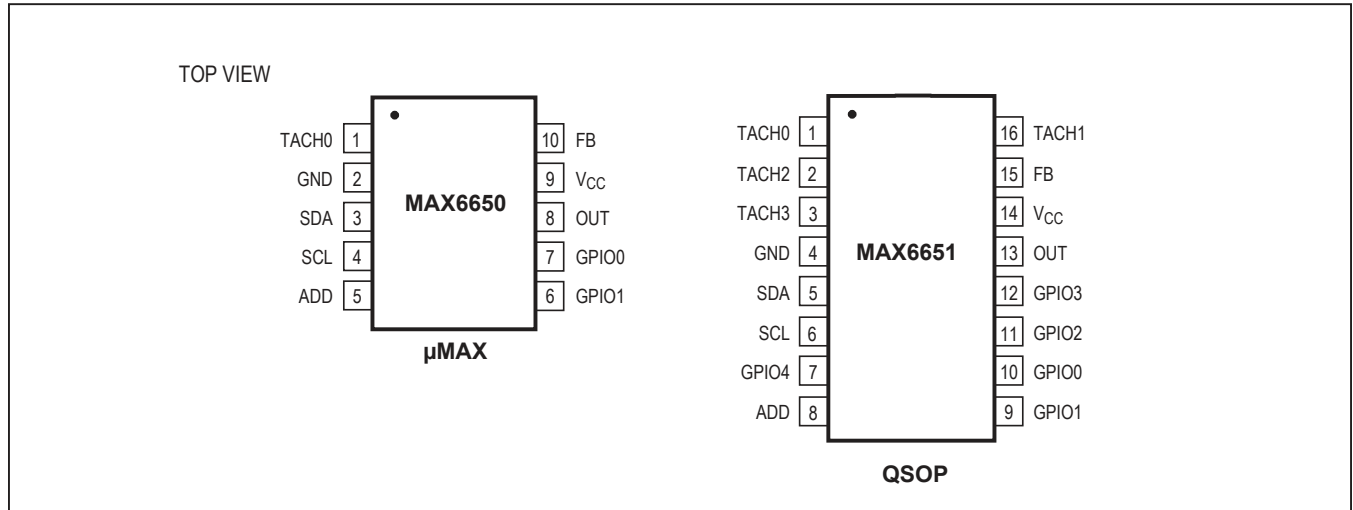 TOP VIEW
TACH0 1
GND 2
SDA 3
SCL 4
ADD 5
MAX6650
10 FB
9 VCC
8 OUT
7 GPIO0
6 GPIO1
µMAX
TACH0 1
TACH2 2
TACH3 3
GND 4
SDA 5
SCL 6
GPIO4 7
ADD 8
MAX6651
16 TACH1
15 FB
14 VCC
13 OUT
12 GPIO3
11 GPIO2
10 GPIO0
9 GPIO1
QSOP